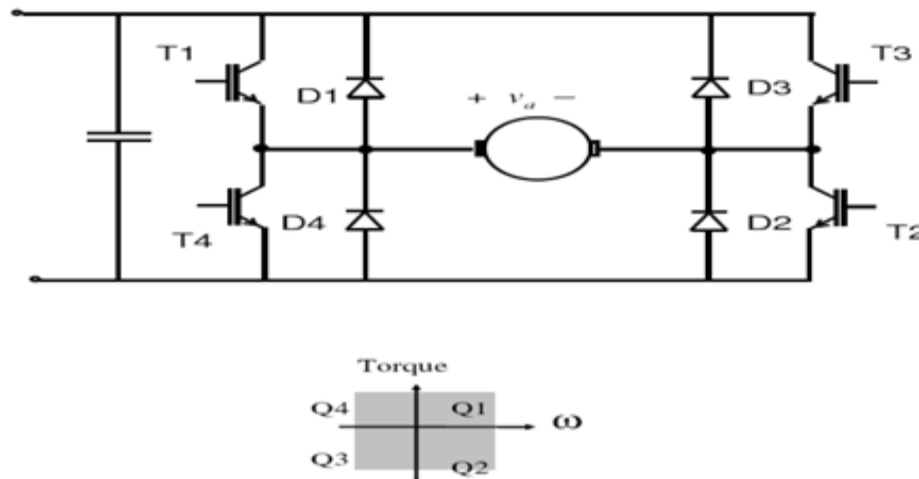 T1
T3
D1
+ v_a −
D3
T4
D4
D2
T2
Torque
Q4
Q1
ω
Q3
Q2